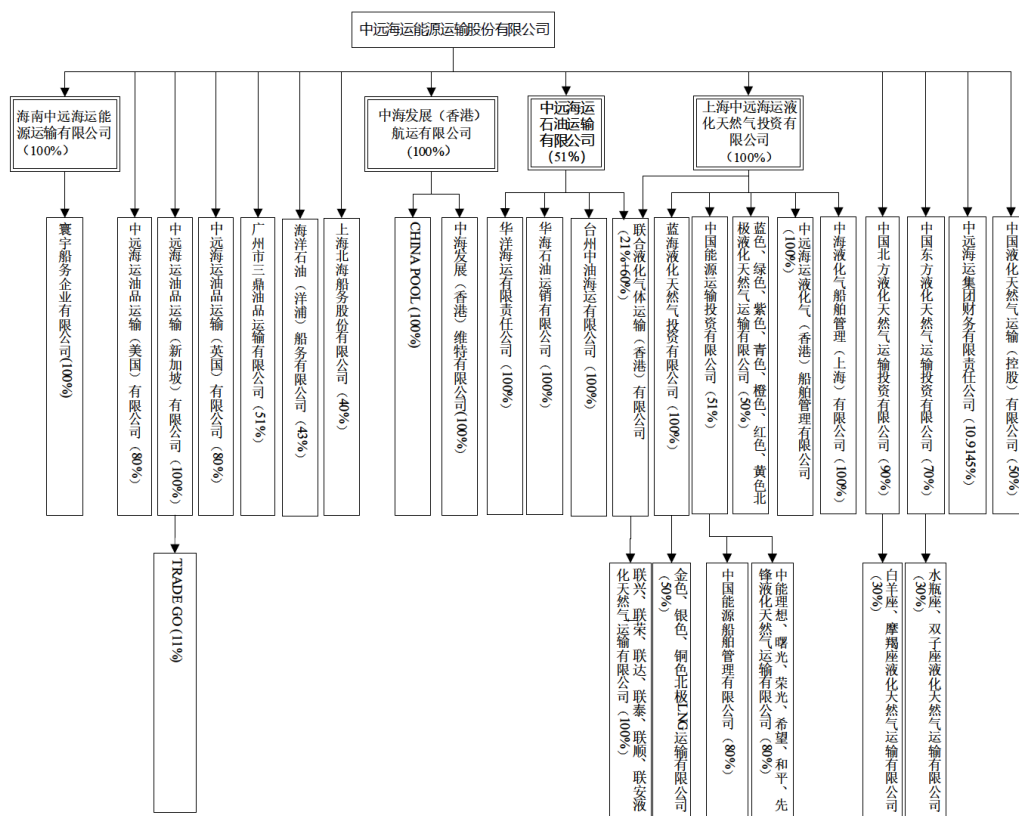 中远海运能源运输股份有限公司
海南中远海运能
源运输有限公司
（100%）
中海发展（香港）
航运有限公司
(100%)
中远海运
石油运输
有限公司
(51%)
上海中远海运液
化天然气投资有
限公司
（100%）
寰宇船务企业有限公司(100%)
中远海运油品运输（美国）有限公司（80%）
中远海运油品运输（新加坡）有限公司（100%）
中远海运油品运输（英国）有限公司（80%）
广州市三鼎油品运输有限公司（51%）
海洋石油（洋浦）船务有限公司（43%）
上海北海船务股份有限公司（40%）
CHINA POOL (100%)
中海发展（香港）维特有限公司(100%)
华洋海运有限责任公司（100%）
华海石油运销有限公司（100%）
台州中油海运有限公司（100%）
联合液化气体运输（香港）有限公司
（21%+60%）
蓝海液化天然气投资有限公司（100%）
中国能源运输投资有限公司（51%）
蓝色、绿色、紫色、青色、橙色、红色、黄色北
极液化天然气运输有限公司（50%）
中远海运液化气（香港）船舶管理有限公司
（100%）
中海液化气船舶管理（上海）有限公司（100%）
中国北方液化天然气运输投资有限公司（90%）
中国东方液化天然气运输投资有限公司（70%）
中远海运集团财务有限责任公司（10.9145%）
中国液化天然气运输（控股）有限公司（50%）
TRADE GO (11%)
联兴、联荣、联达、联泰、联顺、联安液
化天然气运输有限公司（100%）
金色、银色、铜色北极LNG运输有限公司
（50%）
中国能源船舶管理有限公司（80%）
中能理想、曙光、荣光、希望、和平、先
锋液化天然气运输有限公司（80%）
白羊座、摩羯座液化天然气运输有限公司
（30%）
水瓶座、双子座液化天然气运输有限公司
（30%）